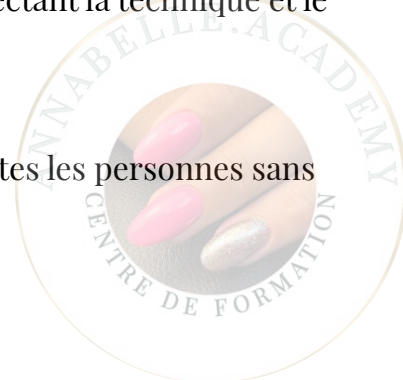 ectant la technique et le
tes les personnes sans
ANNABELLE.ACADEMY
CENTRE DE FORMATION